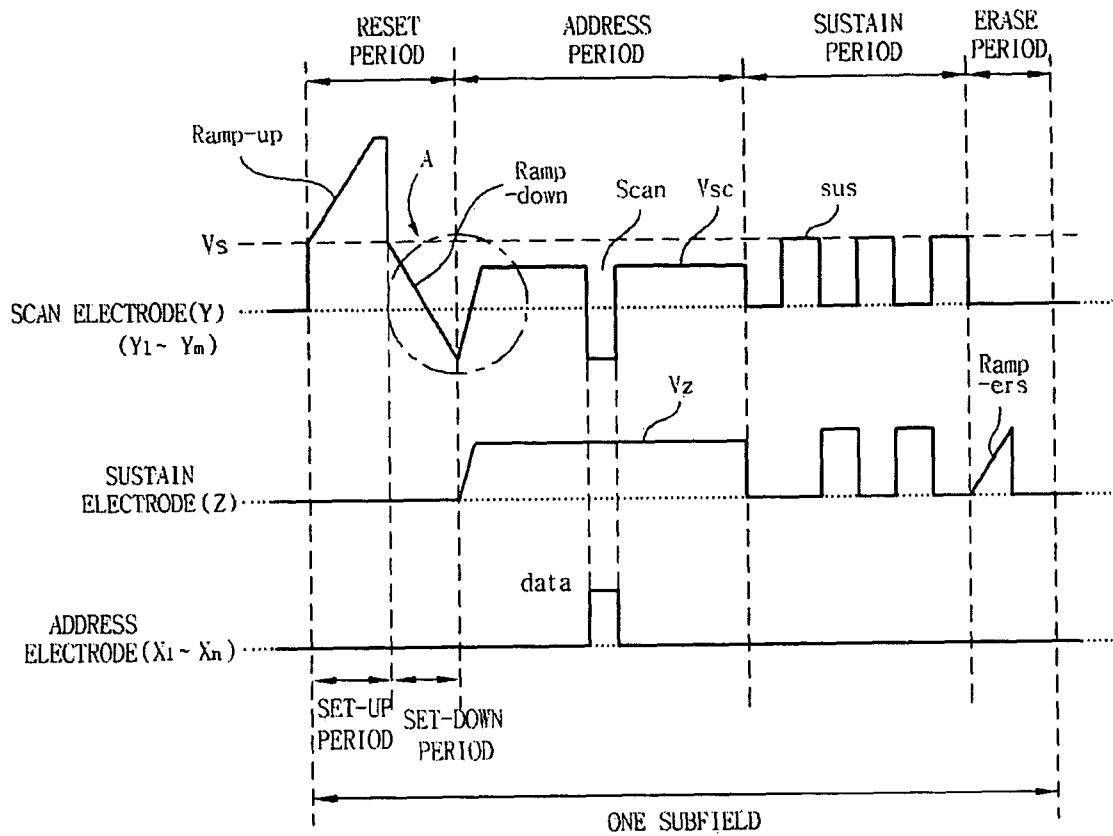 RESET
PERIOD
ADDRESS
PERIOD
SUSTAIN
PERIOD
ERASE
PERIOD
Ramp-up
A
Ramp
-down
Scan
Vsc
sus
Vs
SCAN ELECTRODE(Y)
(Y1~ Ym)
Vz
Ramp
-ers
SUSTAIN
ELECTRODE(Z)
data
ADDRESS
ELECTRODE(X1~ Xn)
SET-UP
PERIOD
SET-DOWN
PERIOD
ONE SUBFIELD